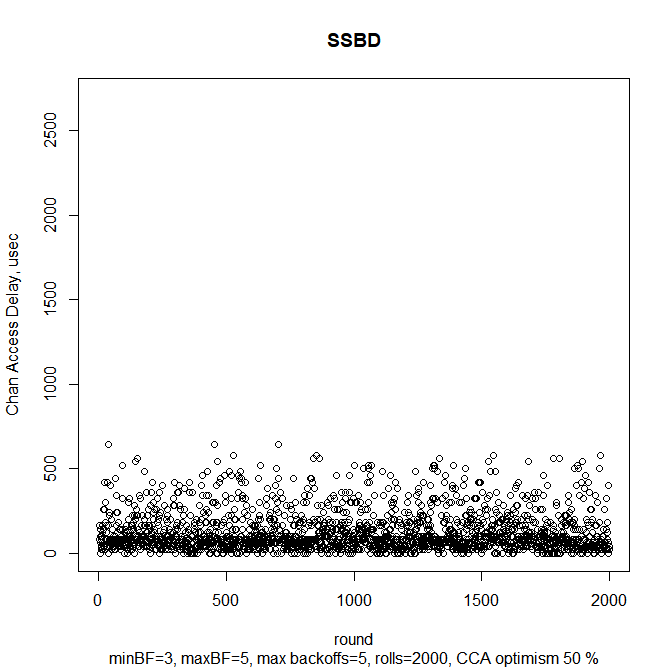 SSBD
2500
2000
1500
1000
500
0
Chan Access Delay, usec
0 500 1000 1500 2000
round
minBF=3, maxBF=5, max backoffs=5, rolls=2000, CCA optimism 50 %